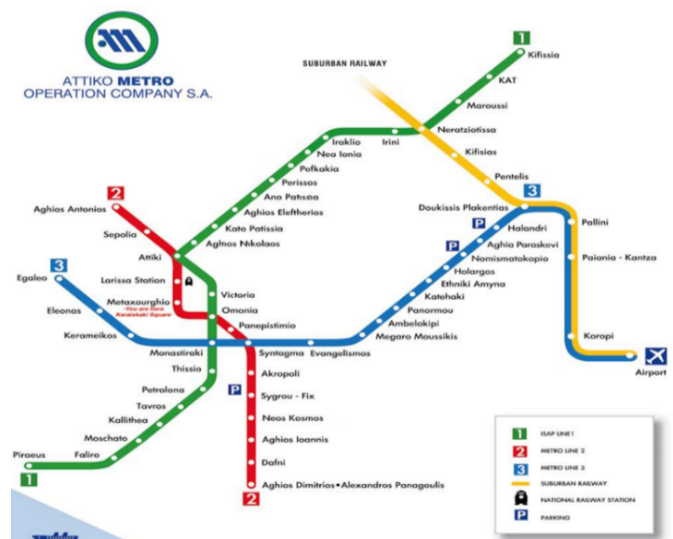 ATTIKO METRO
OPERATION COMPANY S.A.
SUBURBAN RAILWAY
1
Kifissia
KAT
Maroussi
Neratziotissa
Irini
Iraklio
Nea Ionia
Pefkakia
Perissos
Ano Patissia
Aghios Eleftherios
Kato Patissia
Aghios Nikolaos
Kifisias
Pentelis
3
Doukissis Plakentias
2
Aghios Antonios
Sepolia
Attiki
P
Halandri
Pallini
Aghia Paraskevi
P
Nomismatokopio
Paiania - Kantza
3
Egaleo
Larissa Station
Holargos
Ethniki Amyna
Eleonas
Metaxourghio
-You are here
Karaiskaki Square
Victoria
Katehaki
Omonia
Panormou
Kerameikos
Panepistimia
Ambelokipi
Megaro Moussikis
Koropi
Monastiraki
Syntagma
Evangelismos
Airport
Thissio
Akropoli
Petralona
P
Sygrou - Fix
Tavros
Neos Kosmos
Kallithea
Moschato
Aghios Ioannis
Piraeus
Faliro
Dafni
1
Aghios Dimitrios•Alexandros Panagoulis
2
1 ISAP LINE1
2 METRO LINE 2
3 METRO LINE 3
SUBURBAN RAILWAY
NATIONAL RAILWAY STATION
P PARKING